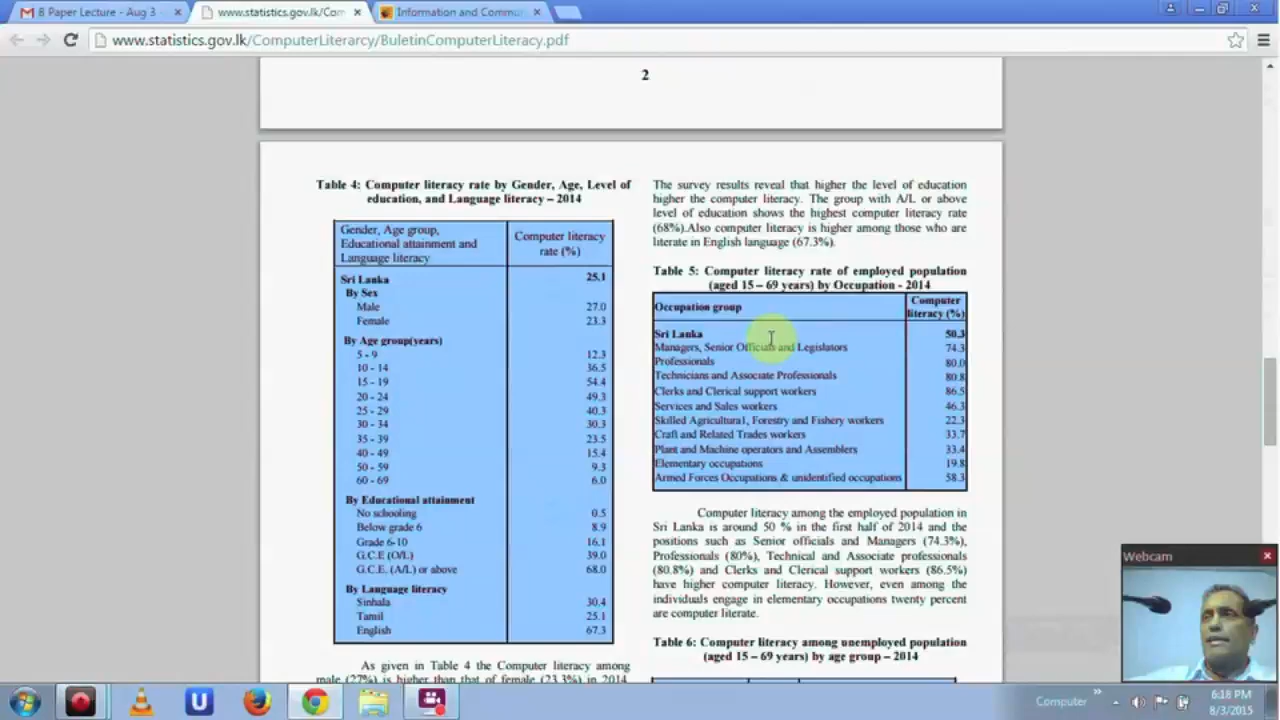 B Paper Lecture - Aug 3
www.statistics.gov.lk/Com
Information and Commu
www.statistics.gov.lk/ComputerLiterarcy/BuletinComputerLiteracy.pdf
2
Table 4: Computer literacy rate by Gender, Age, Level of
education, and Language literacy – 2014
Gender, Age group,
Educational attainment and
Language literacy
Computer literacy
rate (%)
Sri Lanka 25.1
By Sex
Male 27.0
Female 23.3
By Age group(years)
5 - 9 12.3
10 - 14 36.5
15 - 19 54.4
20 - 24 49.3
25 - 29 40.3
30 - 34 30.3
35 - 39 23.5
40 - 49 15.4
50 - 59 9.3
60 - 69 6.0
By Educational attainment
No schooling 0.5
Below grade 6 8.9
Grade 6-10 16.1
G.C.E (O/L) 39.0
G.C.E. (A/L) or above 68.0
By Language literacy
Sinhala 30.4
Tamil 25.1
English 67.3
As given in Table 4 the Computer literacy among
male (27%) is higher than that of female (23.3%) in 2014.
The survey results reveal that higher the level of education
higher the computer literacy. The group with A/L or above
level of education shows the highest computer literacy rate
(68%).Also computer literacy is higher among those who are
literate in English language (67.3%).
Table 5: Computer literacy rate of employed population
(aged 15 – 69 years) by Occupation - 2014
Occupation group
Computer
literacy (%)
Sri Lanka 50.3
Managers, Senior Officials and Legislators 74.3
Professionals 80.0
Technicians and Associate Professionals 80.8
Clerks and Clerical support workers 86.5
Services and Sales workers 46.3
Skilled Agricultural, Forestry and Fishery workers 22.3
Craft and Related Trades workers 33.7
Plant and Machine operators and Assemblers 33.4
Elementary occupations 19.8
Armed Forces Occupations & unidentified occupations 58.3
Computer literacy among the employed population in
Sri Lanka is around 50 % in the first half of 2014 and the
positions such as Senior officials and Managers (74.3%),
Professionals (80%), Technical and Associate professionals
(80.8%) and Clerks and Clerical support workers (86.5%)
have higher computer literacy. However, even among the
individuals engage in elementary occupations twenty percent
are computer literate.
Table 6: Computer literacy among unemployed population
(aged 15 – 69 years) by age group – 2014
Webcam
Computer
6:18 PM
8/3/2015